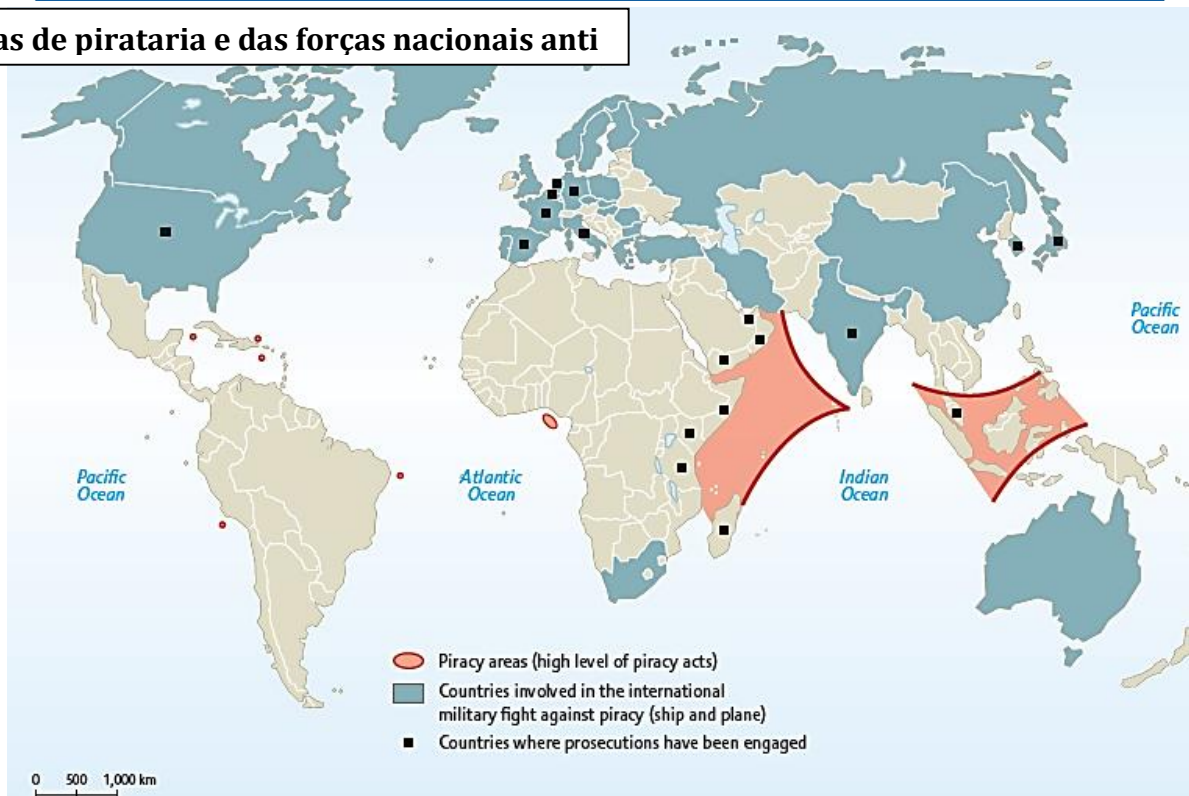 as de pirataria e das forças nacionais anti
Pacific
Ocean
Pacific
Ocean
Atlantic
Ocean
Indian
Ocean
Piracy areas (high level of piracy acts)
Countries involved in the international
military fight against piracy (ship and plane)
Countries where prosecutions have been engaged
0 500 1,000 km